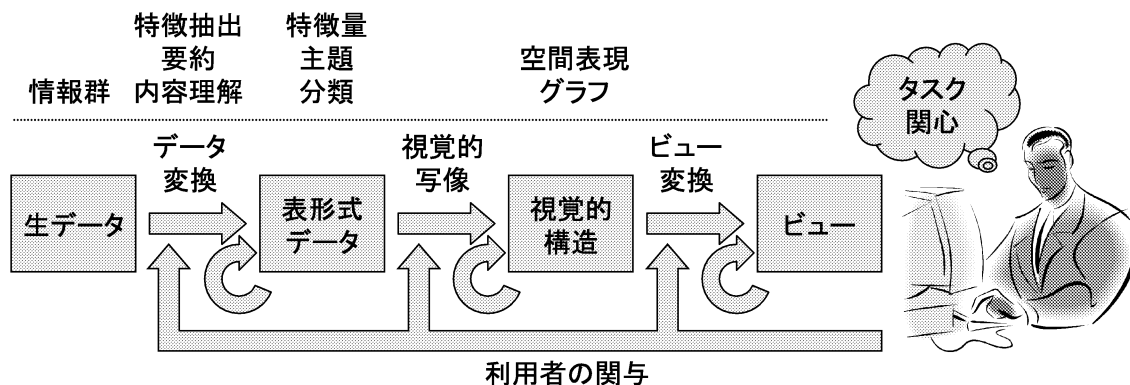 特徴抽出
要約
内容理解
特徴量
主題
分類
情報群
空間表現
グラフ
タスク
関心
データ
変換
視覚的
写像
ビュー
変換
生データ
表形式
データ
視覚的
構造
ビュー
利用者の関与